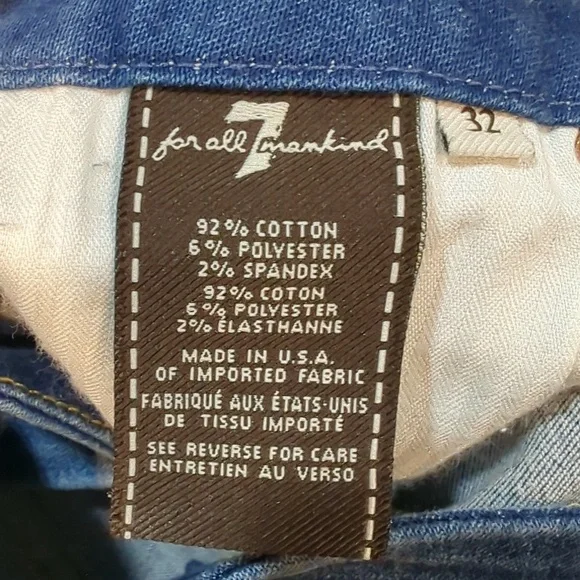 for all 7 mankind
32
92% COTTON
6% POLYESTER
2% SPANDEX
92% COTON
6% POLYESTER
2% ÉLASTHANNE
MADE IN U.S.A.
OF IMPORTED FABRIC
FABRIQUÉ AUX ÉTATS-UNIS
DE TISSU IMPORTÉ
SEE REVERSE FOR CARE
ENTRETIEN AU VERSO